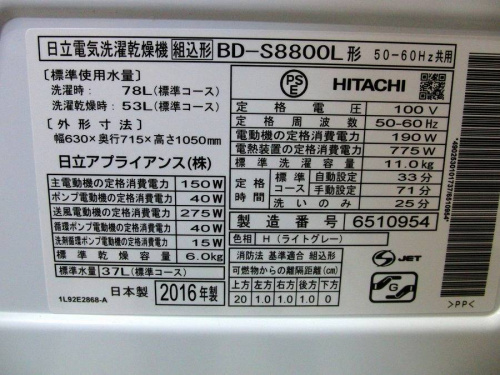 日立電気洗濯乾燥機 組込形 BD-S8800L形 50-60Hz共用
[標準使用水量]
洗濯時: 78L(標準コース)
洗濯乾燥時: 53L(標準コース)
[外形寸法]
幅630×奥行715×高さ1050mm
日立アプライアンス(株)
主電動機の定格消費電力 150W
ポンプ電動機の定格消費電力 40W
送風電動機の定格消費電力 275W
循環ポンプ電動機の定格消費電力 40W
洗剤循環ポンプ電動機の定格消費電力 15W
標準乾燥容量 6.0kg
標準水量 37L(標準コース)
日本製 2016年製
1L92E2868-A
PSE HITACHI
定格電圧 100V
定格周波数 50-60Hz
電動機の定格消費電力 190W
電熱装置の定格消費電力 775W
標準洗濯容量 11.0kg
定格時間 標準コース 自動設定 33分
手動設定 71分
洗いのみ 25分
製造番号 6510954
色相 H(ライトグレー)
消防法 基準適合 組込形
可燃物からの離隔距離(cm)
上方 左方 右方 前方 後方 下方
20 1.0 1.0 0 1.0 0
S JET
G
>PP<